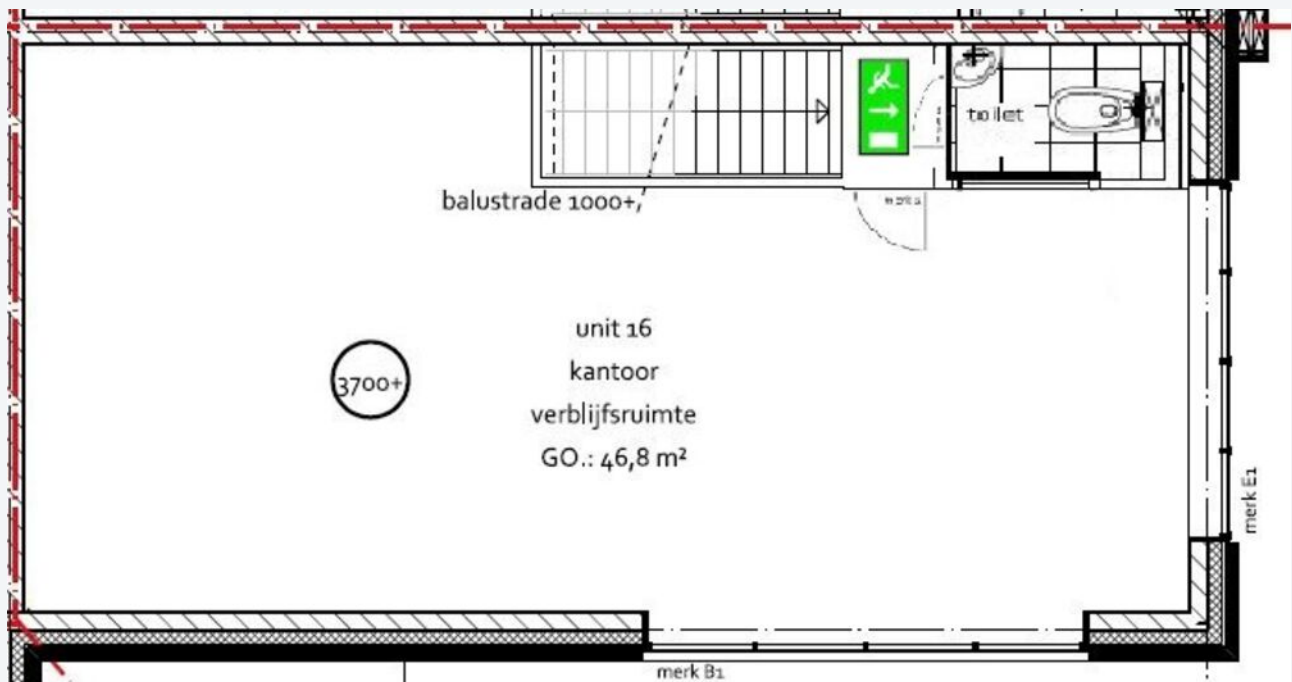 toilet
balustrade 1000+,
unit 16
kantoor
3700+
verblijfsruimte
GO.: 46,8 m²
merk E1
merk B1